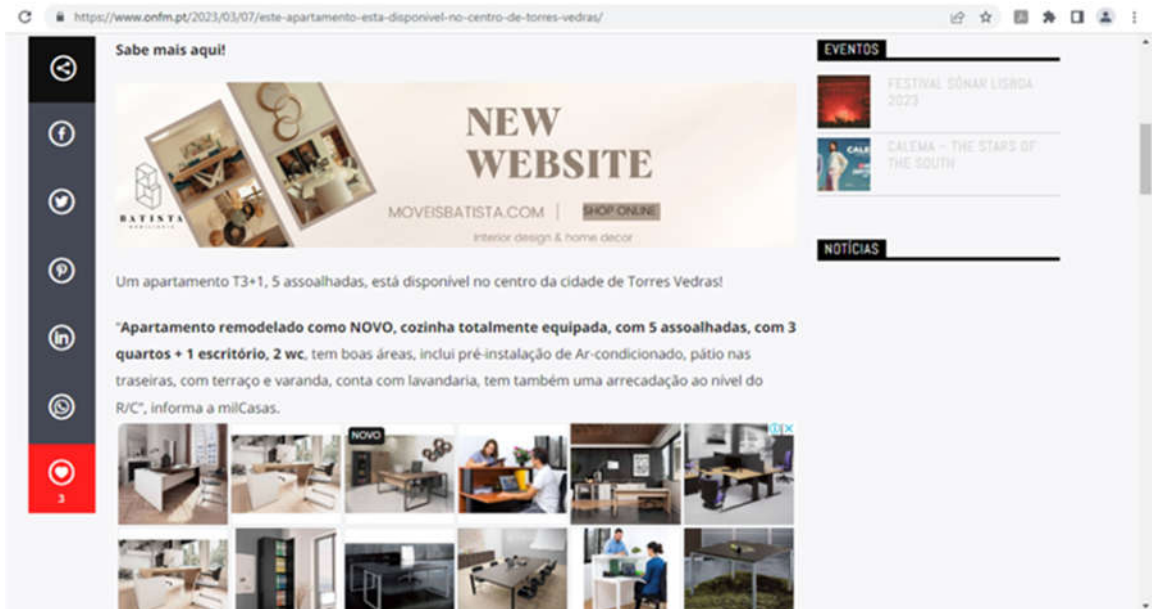 https://www.onfm.pt/2023/03/07/este-apartamento-esta-disponivel-no-centro-de-torres-vedras/
Sabe mais aqui!
BATISTA
MOBILIÁRIO
NEW
WEBSITE
MOVEISBATISTA.COM | SHOP ONLINE
Interior design & home decor
Um apartamento T3+1, 5 assoalhadas, está disponível no centro da cidade de Torres Vedras!
"Apartamento remodelado como NOVO, cozinha totalmente equipada, com 5 assoalhadas, com 3
quartos + 1 escritório, 2 wc, tem boas áreas, inclui pré-instalação de Ar-condicionado, pátio nas
traseiras, com terraço e varanda, conta com lavandaria, tem também uma arrecadação ao nível do
R/C", informa a milCasas.
NOVO
3
EVENTOS
FESTIVAL SÓNAR LISBOA
2023
CALEMA – THE STARS OF
THE SOUTH
NOTÍCIAS